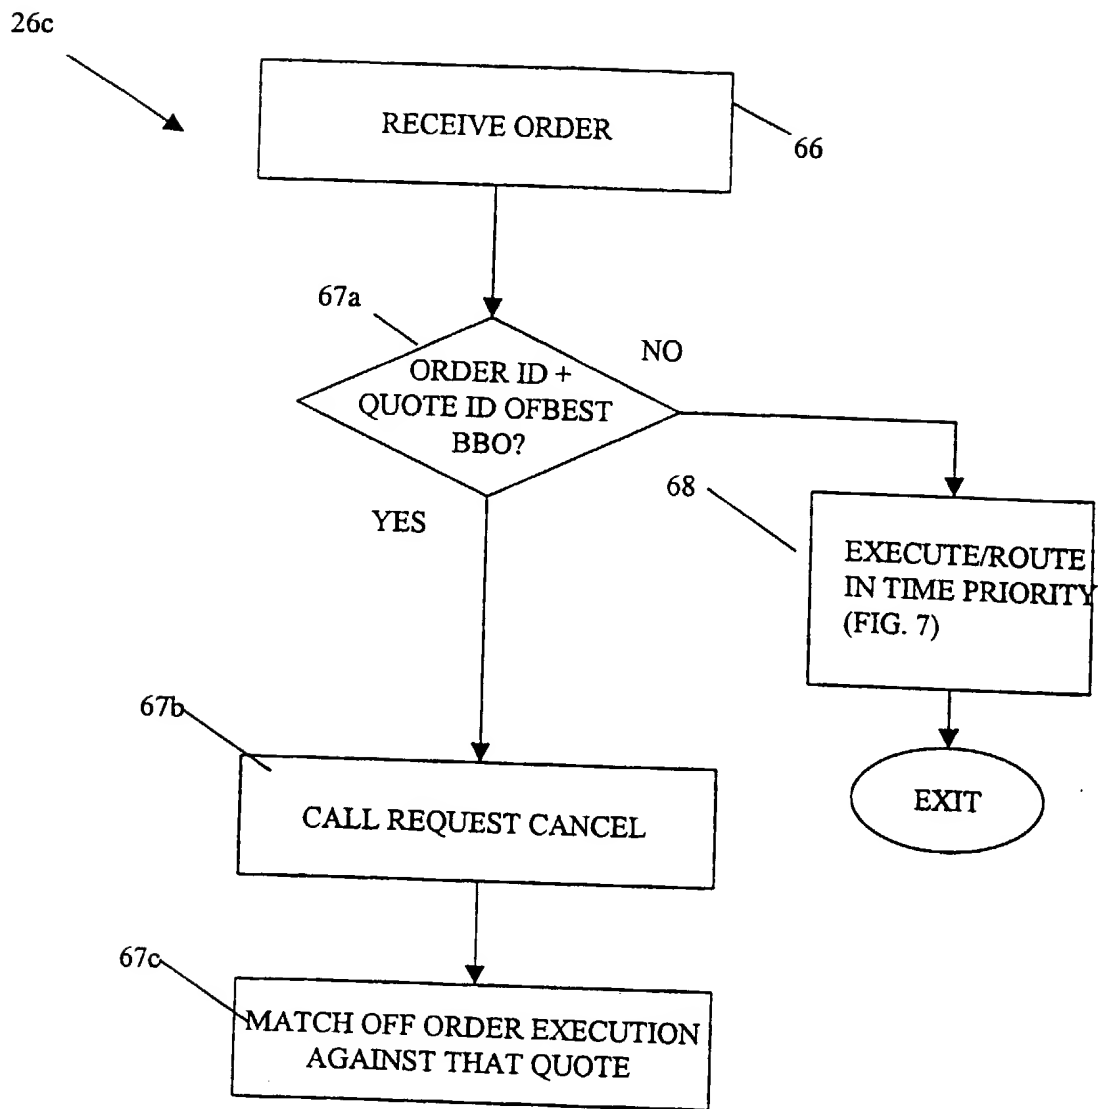 26c
RECEIVE ORDER
66
67a
ORDER ID +
QUOTE ID OFBEST
BBO?
NO
YES
68
EXECUTE/ROUTE
IN TIME PRIORITY
(FIG. 7)
67b
CALL REQUEST CANCEL
EXIT
67c
MATCH OFF ORDER EXECUTION
AGAINST THAT QUOTE